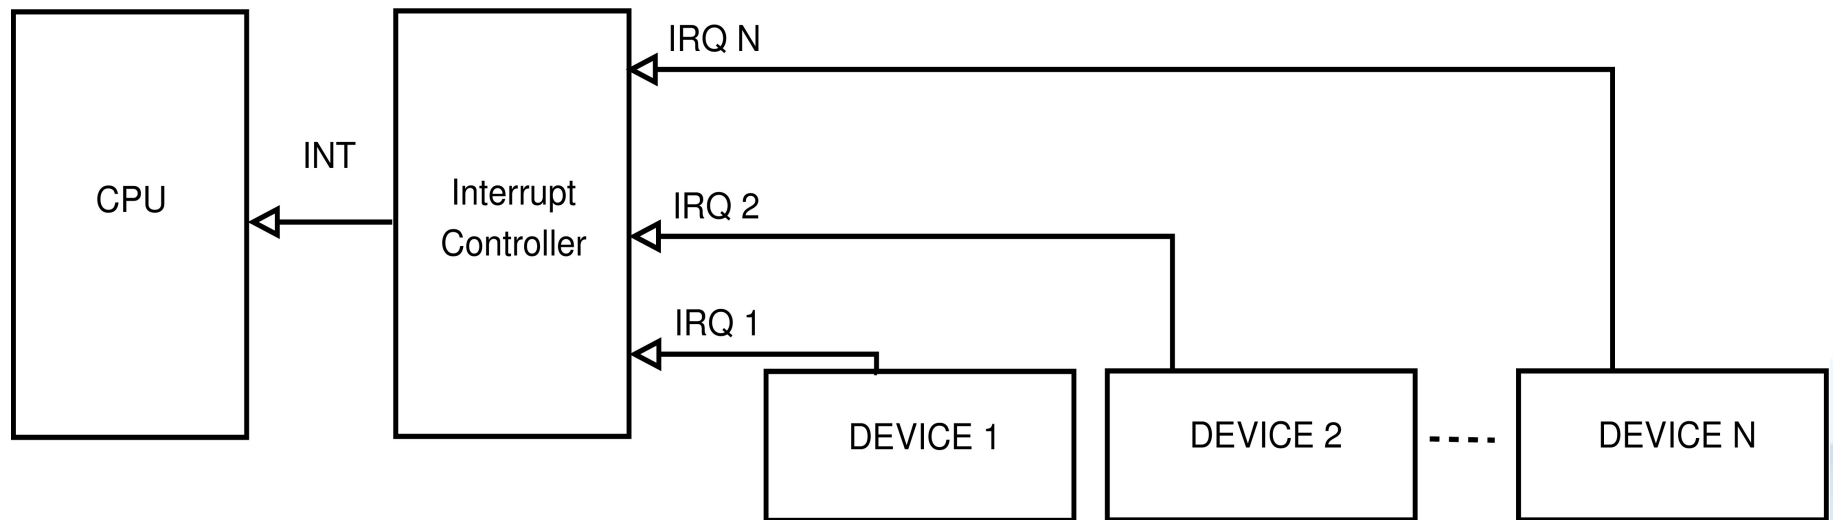 IRQ N
INT
CPU
Interrupt
Controller
IRQ 2
IRQ 1
DEVICE 1
DEVICE 2
DEVICE N